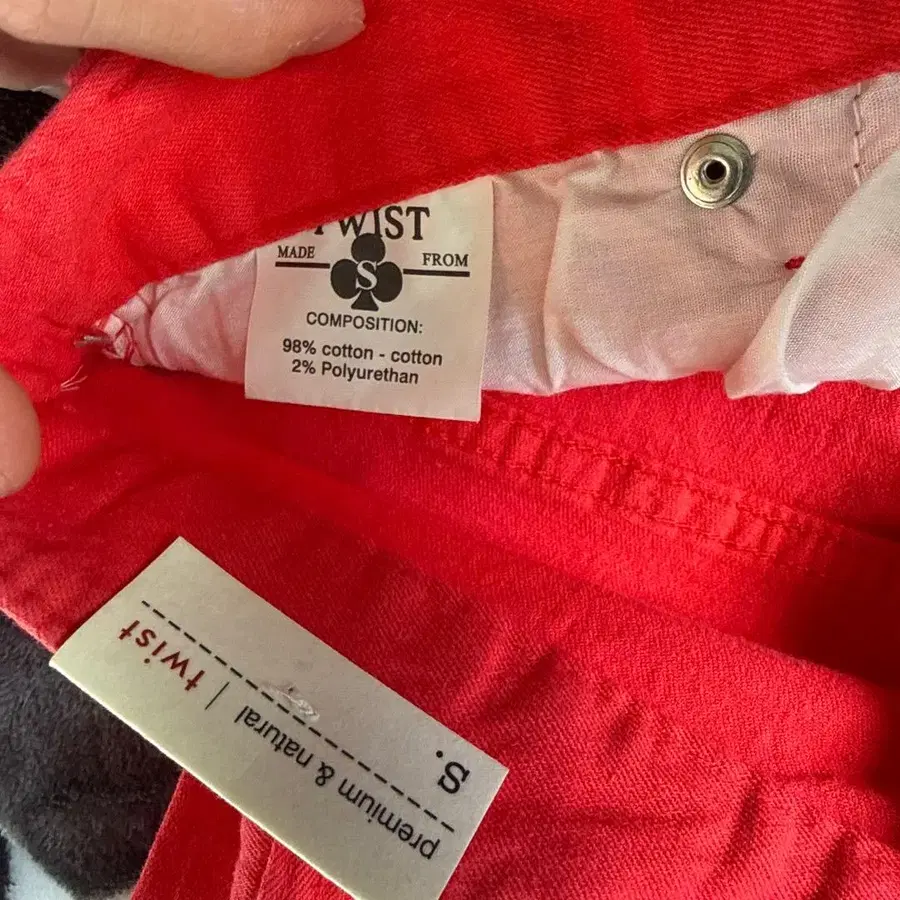 TWIST
MADE
FROM
S
COMPOSITION:
98% cotton - cotton
2% Polyurethan
S.
premium & natural | twist